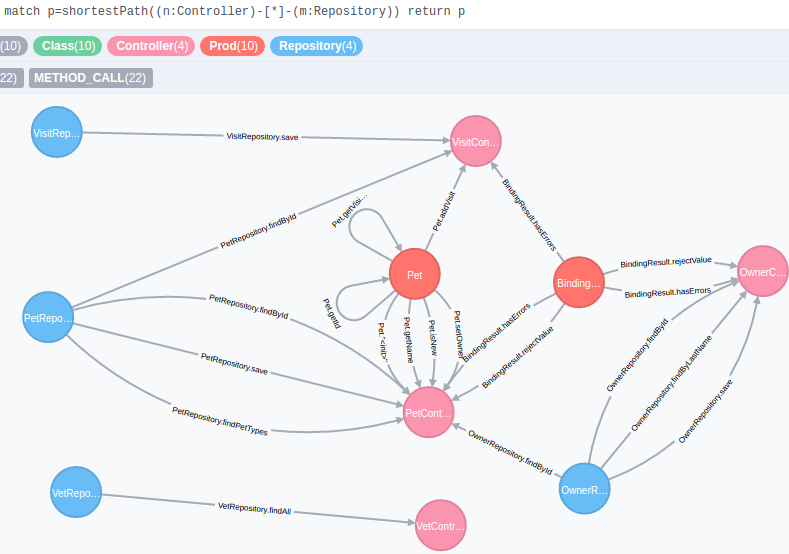 match p=shortestPath((n:Controller)-[*]-(m:Repository)) return p
(10) Class(10) Controller(4) Prod(10) Repository(4)
22) METHOD_CALL(22)
VisitRep…
VisitRepository.save
VisitCon…
PetRepository.findById
Pet.getVisi…
Pet.addVisit
BindingResult.hasErrors
Pet
Pet.getId
Binding…
BindingResult.rejectValue
BindingResult.hasErrors
OwnerC…
PetRepo…
PetRepository.findById
PetRepository.save
PetRepository.findPetTypes
Pet."<init>"
Pet.getName
Pet.isNew
Pet.setOwner
BindingResult.hasErrors
BindingResult.rejectValue
OwnerRepository.findById
OwnerRepository.findByLastName
OwnerRepository.save
PetCont…
OwnerRepository.findById
OwnerR…
VetRepo…
VetRepository.findAll
VetContr…